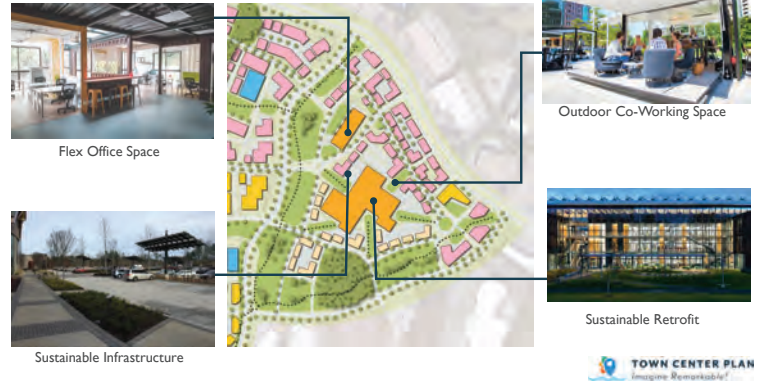 Flex Office Space
Outdoor Co-Working Space
Sustainable Infrastructure
Sustainable Retrofit
TOWN CENTER PLAN
Imagine Remarkable!